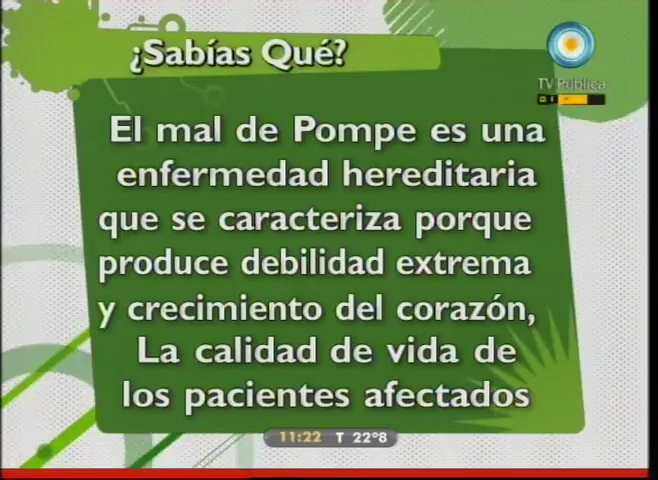 ¿Sabías Qué?
TV Pública
El mal de Pompe es una
enfermedad hereditaria
que se caracteriza porque
produce debilidad extrema
y crecimiento del corazón,
La calidad de vida de
los pacientes afectados
11:22 T 22°8